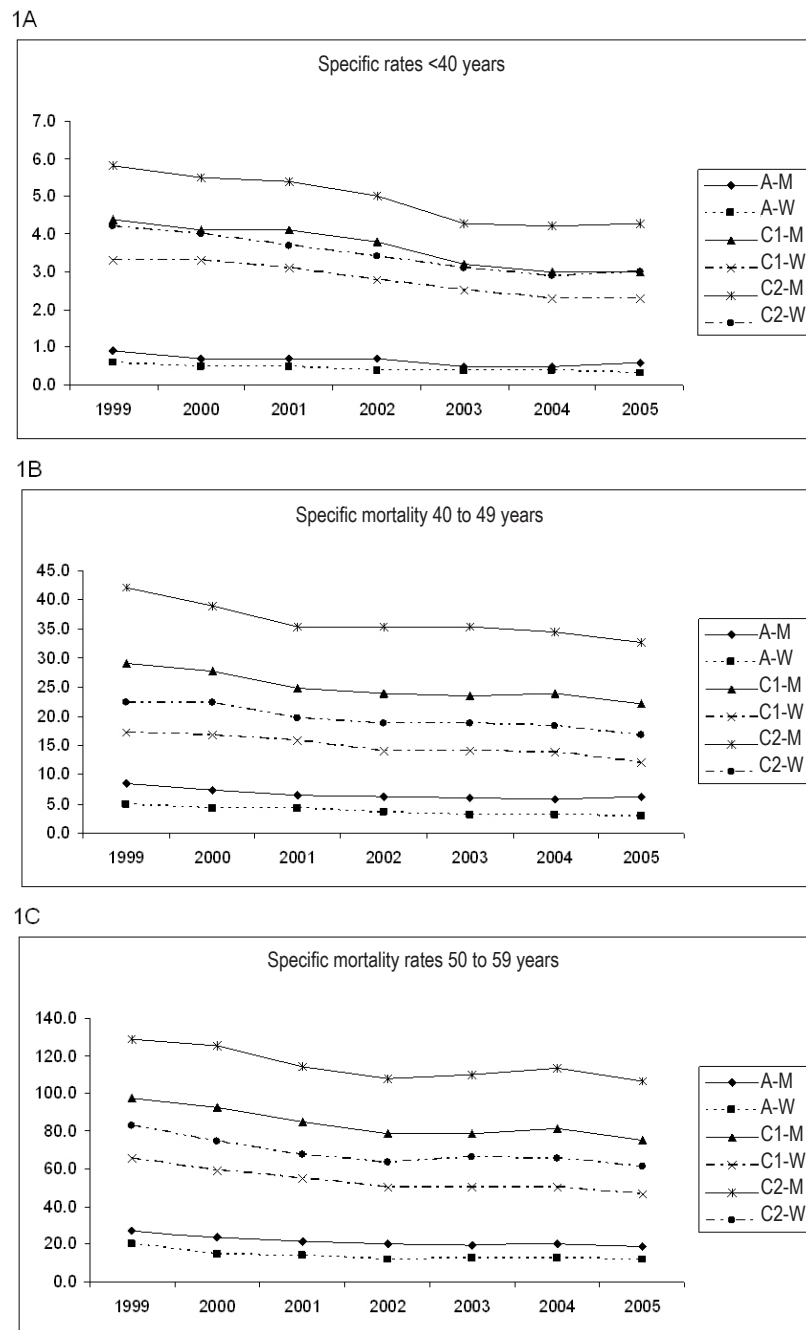 1A
Specific rates <40 years
7.0
6.0
5.0
4.0
3.0
2.0
1.0
0.0
1999 2000 2001 2002 2003 2004 2005
A-M
A-W
C1-M
C1-W
C2-M
C2-W
1B
Specific mortality 40 to 49 years
45.0
40.0
35.0
30.0
25.0
20.0
15.0
10.0
5.0
0.0
1999 2000 2001 2002 2003 2004 2005
A-M
A-W
C1-M
C1-W
C2-M
C2-W
1C
Specific mortality rates 50 to 59 years
140.0
120.0
100.0
80.0
60.0
40.0
20.0
0.0
1999 2000 2001 2002 2003 2004 2005
A-M
A-W
C1-M
C1-W
C2-M
C2-W